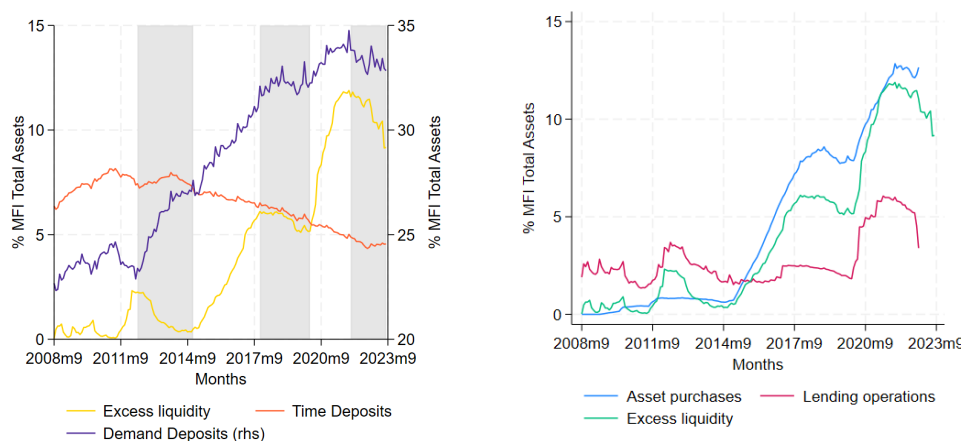 % MFI Total Assets
15
10
5
0
35
30
25
20
% MFI Total Assets
2008m9 2011m9 2014m9 2017m9 2020m9 2023m9
Months
Excess liquidity Time Deposits
Demand Deposits (rhs)
% MFI Total Assets
15
10
5
0
2008m9 2011m9 2014m9 2017m9 2020m9 2023m9
Months
Asset purchases Lending operations
Excess liquidity